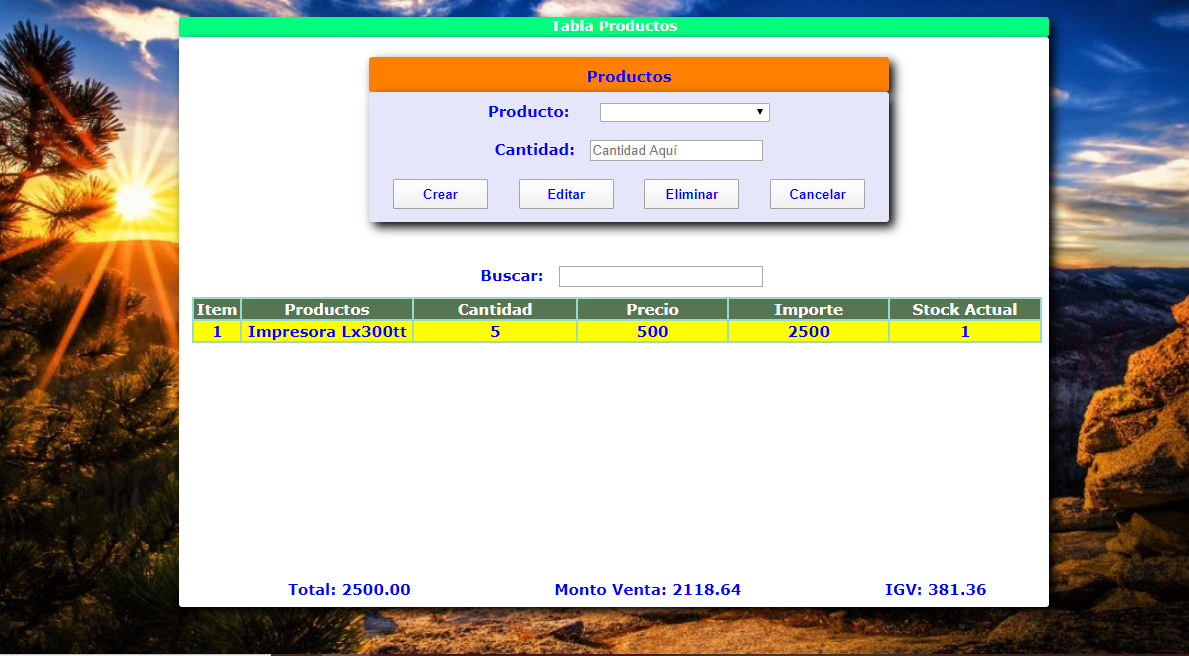 Tabla Productos
Productos
Producto:
Cantidad: Cantidad Aquí
Crear Editar Eliminar Cancelar
Buscar:
Item Productos Cantidad Precio Importe Stock Actual
1 Impresora Lx300tt 5 500 2500 1
Total: 2500.00 Monto Venta: 2118.64 IGV: 381.36